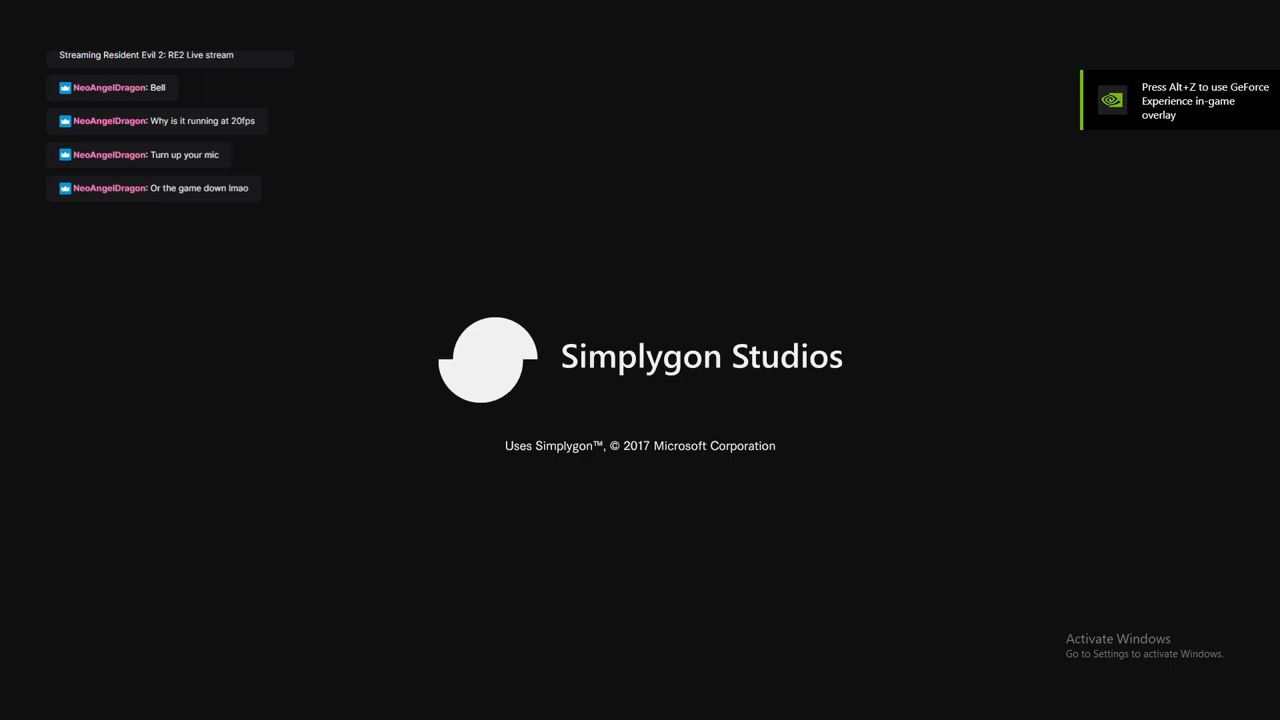 Streaming Resident Evil 2: RE2 Live stream
NeoAngelDragon: Bell
NeoAngelDragon: Why is it running at 20fps
NeoAngelDragon: Turn up your mic
NeoAngelDragon: Or the game down lmao
Press Alt+Z to use GeForce
Experience in-game
overlay
Simplygon Studios
Uses Simplygon™, © 2017 Microsoft Corporation
Activate Windows
Go to Settings to activate Windows.